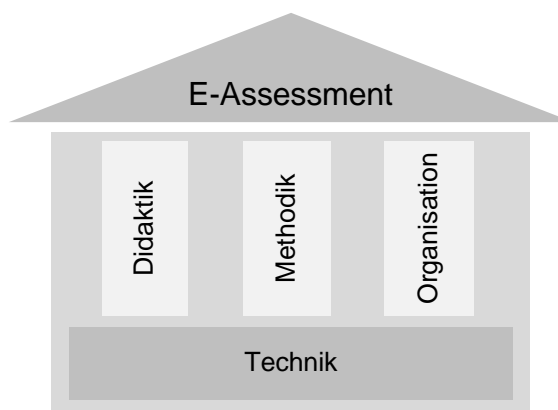 E-Assessment
Didaktik
Methodik
Organisation
Technik